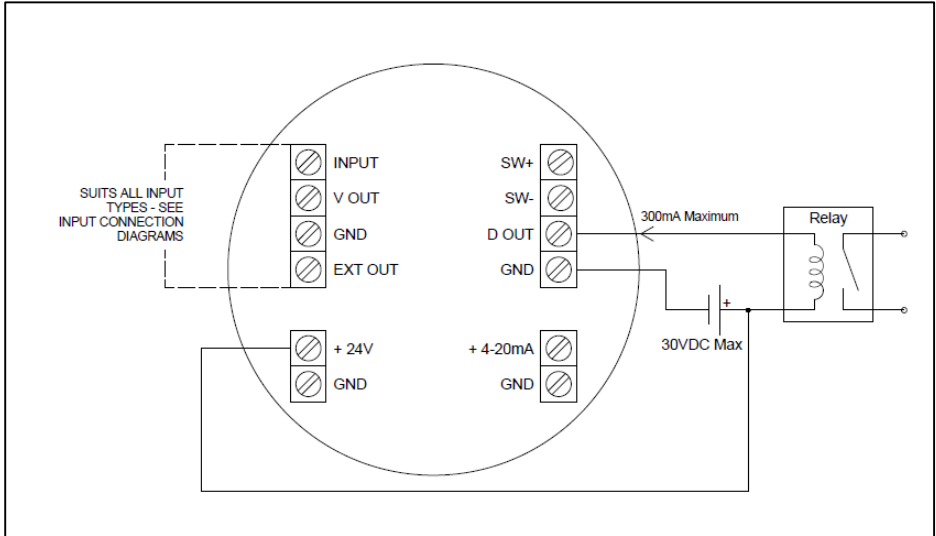 SUITS ALL INPUT
TYPES - SEE
INPUT CONNECTION
DIAGRAMS
INPUT
V OUT
GND
EXT OUT
+ 24V
GND
SW+
SW-
D OUT
GND
+ 4-20mA
GND
300mA Maximum
Relay
+
30VDC Max